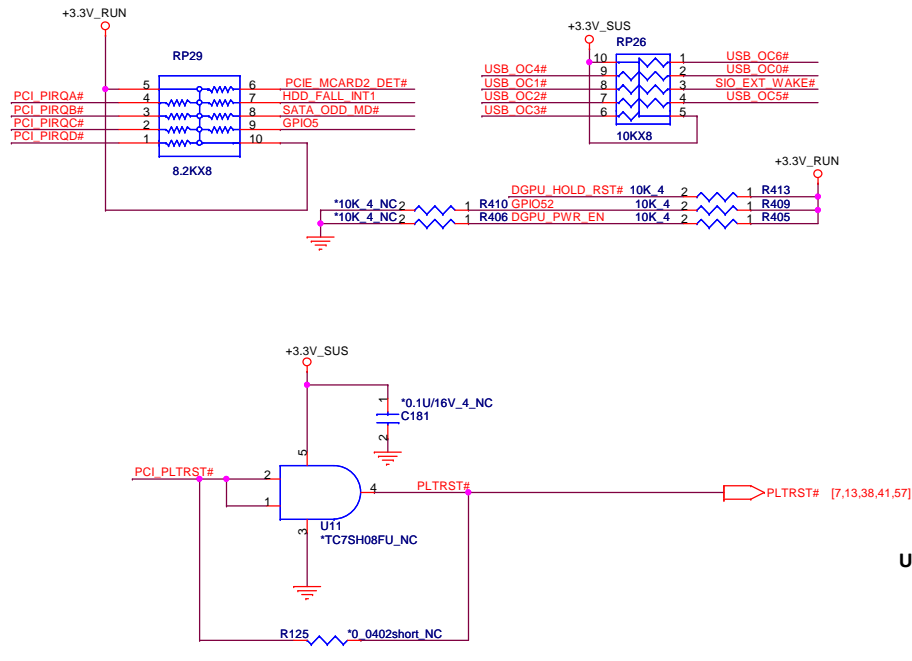 +3.3V_RUN
RP29
5 6 PCIE_MCARD2_DET#
PCI_PIRQA# 4 7 HDD_FALL_INT1
PCI_PIRQB# 3 8 SATA_ODD_MD#
PCI_PIRQC# 2 9 GPIO5
PCI_PIRQD# 1 10
8.2KX8
+3.3V_SUS
RP26
10 1 USB_OC6#
USB_OC4# 9 2 USB_OC0#
USB_OC1# 8 3 SIO_EXT_WAKE#
USB_OC2# 7 4 USB_OC5#
USB_OC3# 6 5
10KX8
+3.3V_RUN
DGPU_HOLD_RST# 10K_4 2 1 R413
*10K_4_NC 2 1 R410 GPIO52 10K_4 2 1 R409
*10K_4_NC 2 1 R406 DGPU_PWR_EN 10K_4 2 1 R405
+3.3V_SUS
1 *0.1U/16V_4_NC
C181
2
5
PCI_PLTRST# 2
1
4 PLTRST#
PLTRST# [7,13,38,41,57]
3
U11
*TC7SH08FU_NC
U
R125 *0_0402short_NC